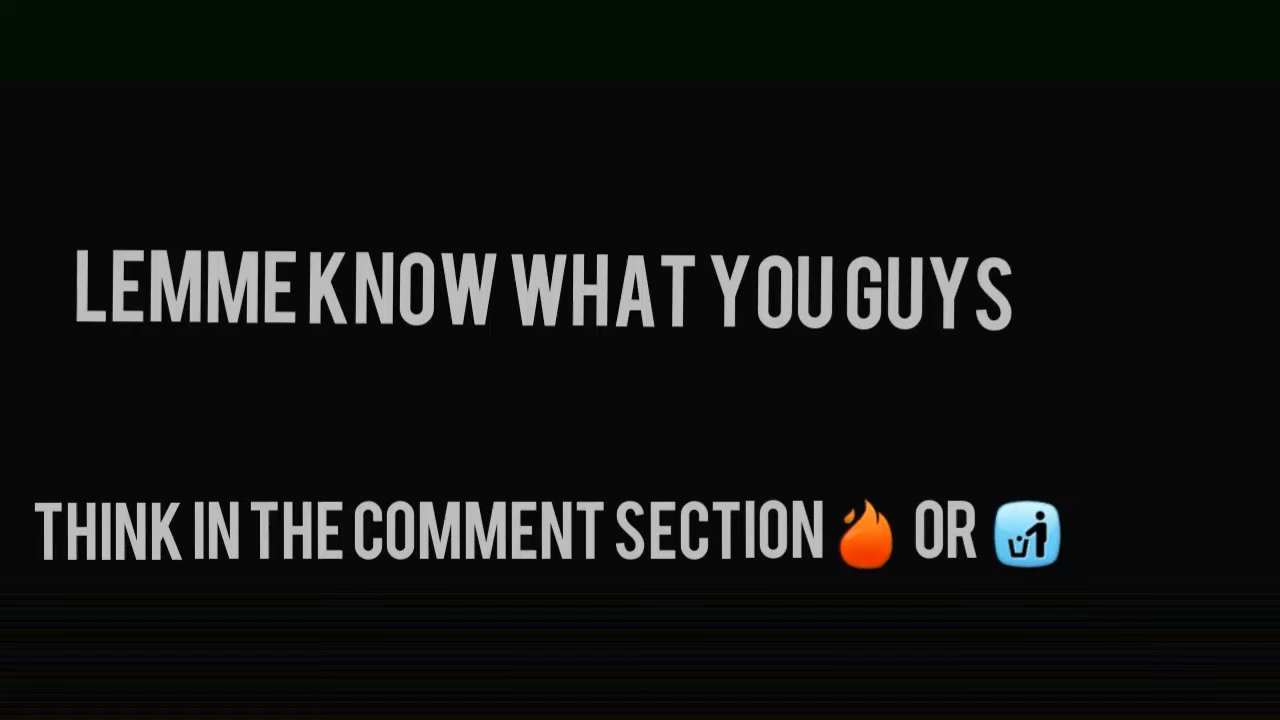 LEMME KNOW WHAT YOU GUYS
THINK IN THE COMMENT SECTION 🔥 OR 🚮